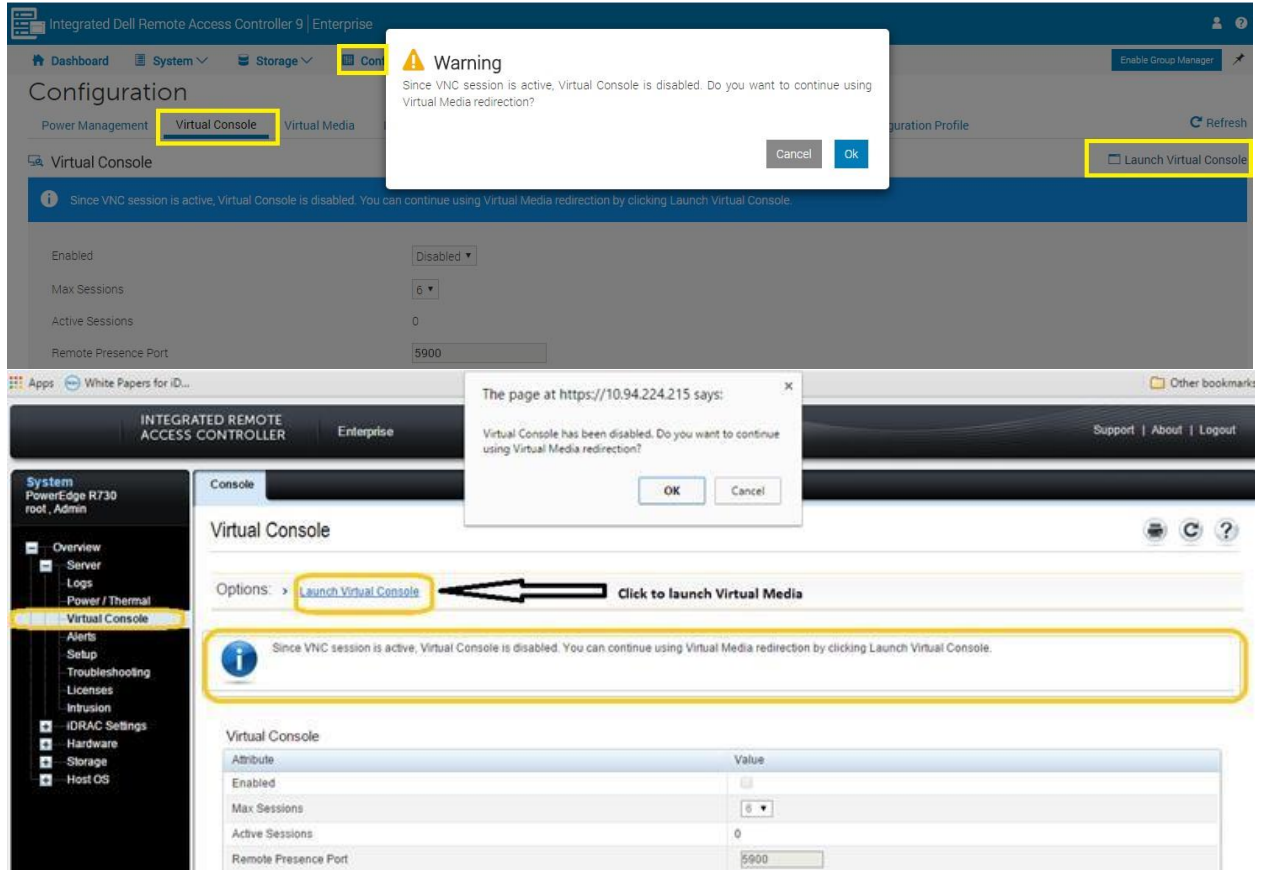 Integrated Dell Remote Access Controller 9 | Enterprise
Dashboard System Storage Conf Enable Group Manager
Warning
Since VNC session is active, Virtual Console is disabled. Do you want to continue using
Virtual Media redirection?
Cancel Ok
Configuration
Power Management Virtual Console Virtual Media guration Profile Refresh
Virtual Console Launch Virtual Console
Since VNC session is active, Virtual Console is disabled. You can continue using Virtual Media redirection by clicking Launch Virtual Console.
Enabled Disabled
Max Sessions 6
Active Sessions 0
Remote Presence Port 5900
Apps White Papers for iD... Other bookmarks
The page at https://10.94.224.215 says:
Virtual Console has been disabled. Do you want to continue
using Virtual Media redirection?
OK Cancel
INTEGRATED REMOTE
ACCESS CONTROLLER Enterprise Support | About | Logout
System
PowerEdge R730
root , Admin
Overview
Server
Logs
Power / Thermal
Virtual Console
Alerts
Setup
Troubleshooting
Licenses
Intrusion
iDRAC Settings
Hardware
Storage
Host OS
Console
Virtual Console
Options: Launch Virtual Console Click to launch Virtual Media
Since VNC session is active, Virtual Console is disabled. You can continue using Virtual Media redirection by clicking Launch Virtual Console.
Virtual Console
Attribute Value
Enabled
Max Sessions 6
Active Sessions 0
Remote Presence Port 5900